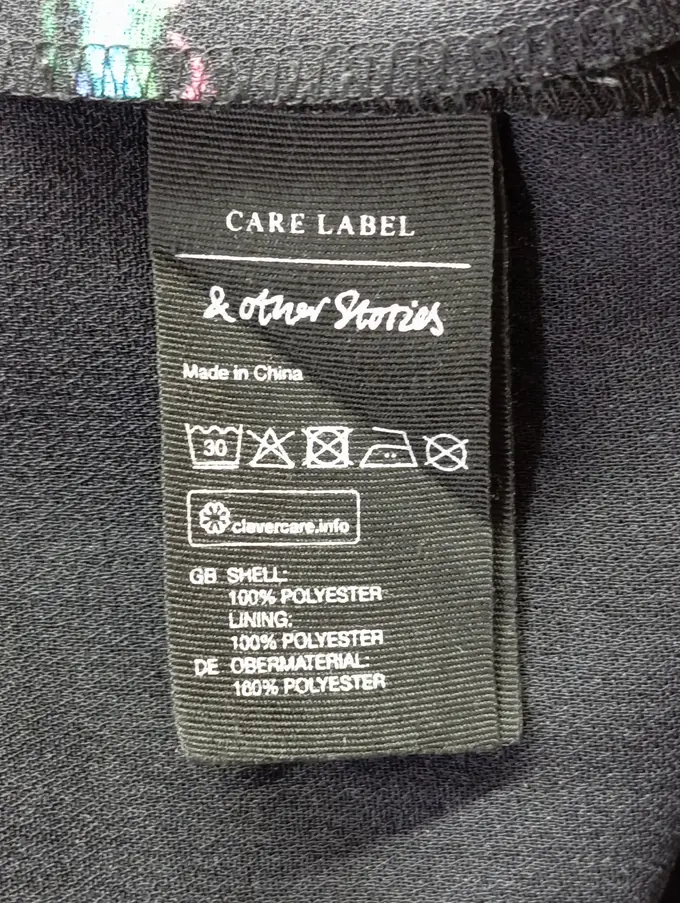 CARE LABEL
& other Stories
Made in China
30
clevercare.info
GB SHELL:
100% POLYESTER
LINING:
100% POLYESTER
DE OBERMATERIAL:
100% POLYESTER